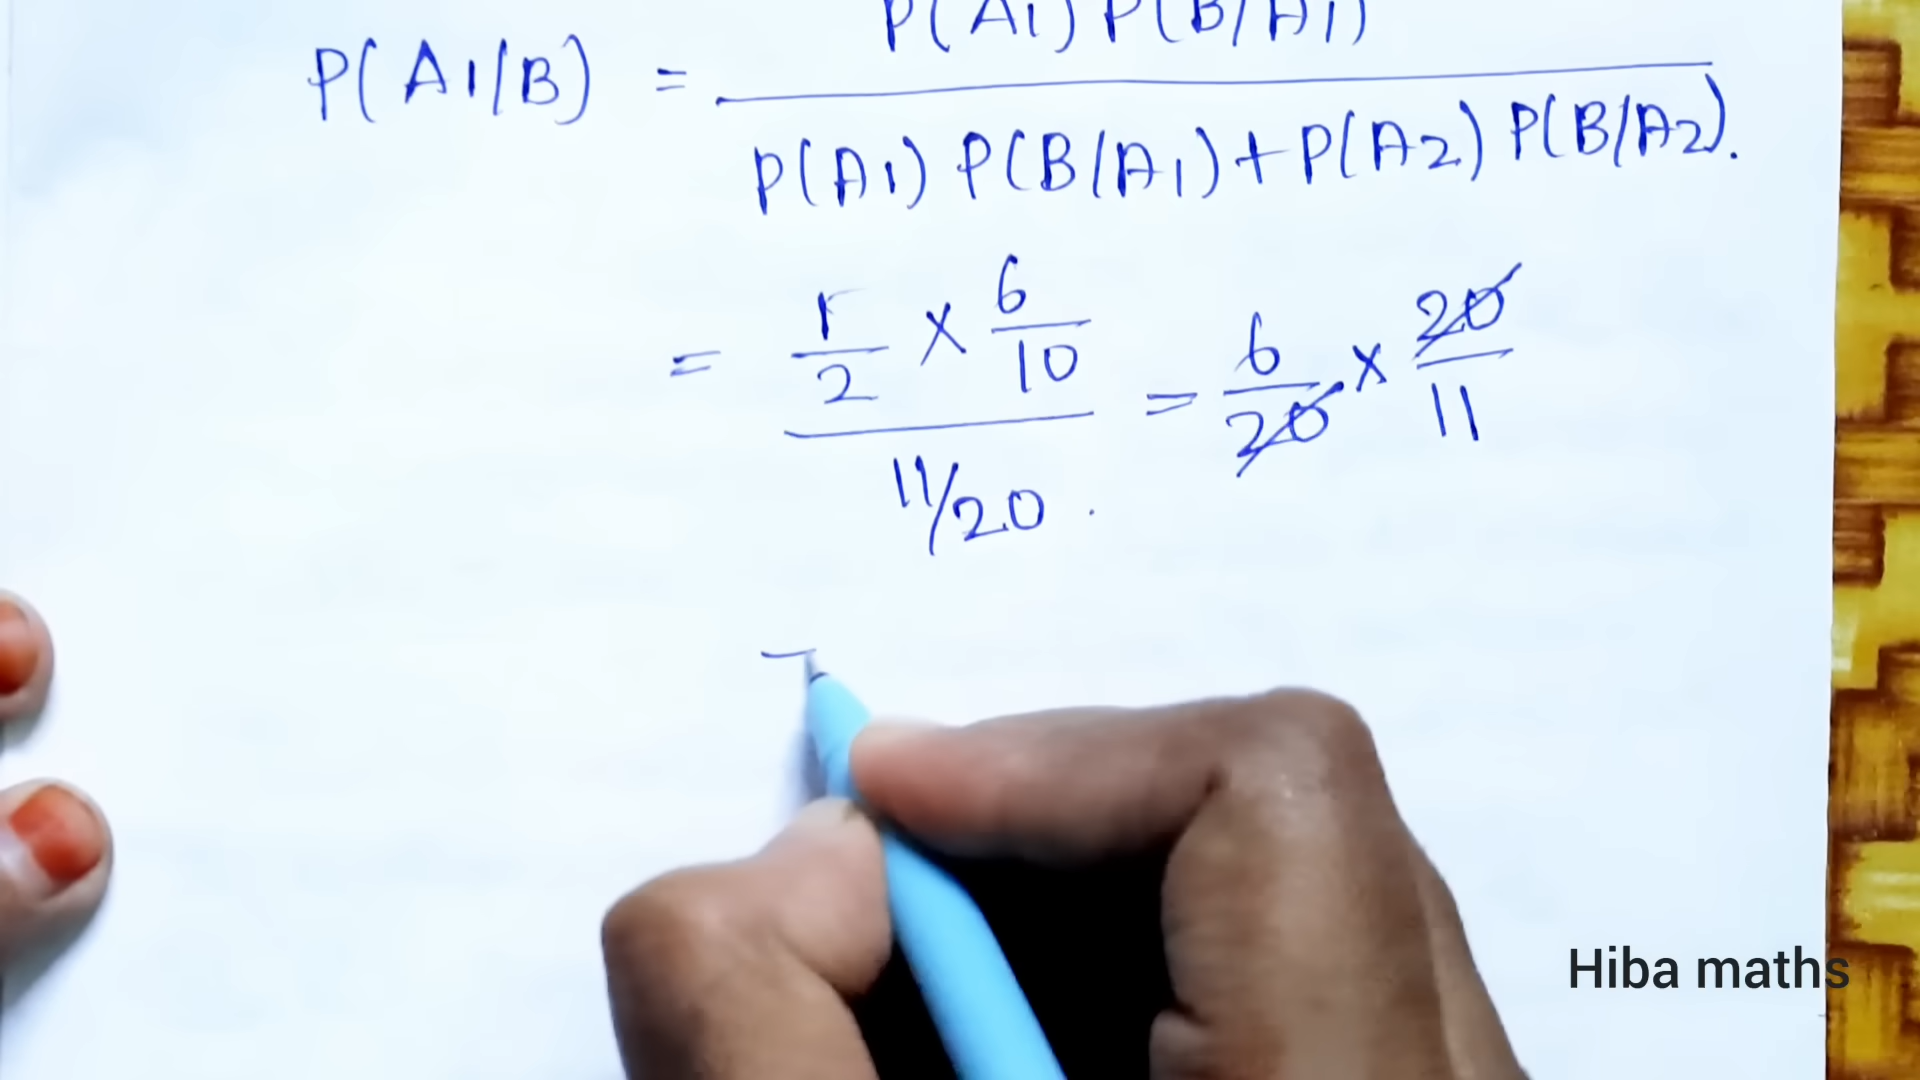 P(A1) P(B/A1)
P(A1/B) =
P(A1) P(B/A1) + P(A2) P(B/A2).
= 1/2 x 6/10 = 6/20 x 20/11
11/20.
Hiba maths